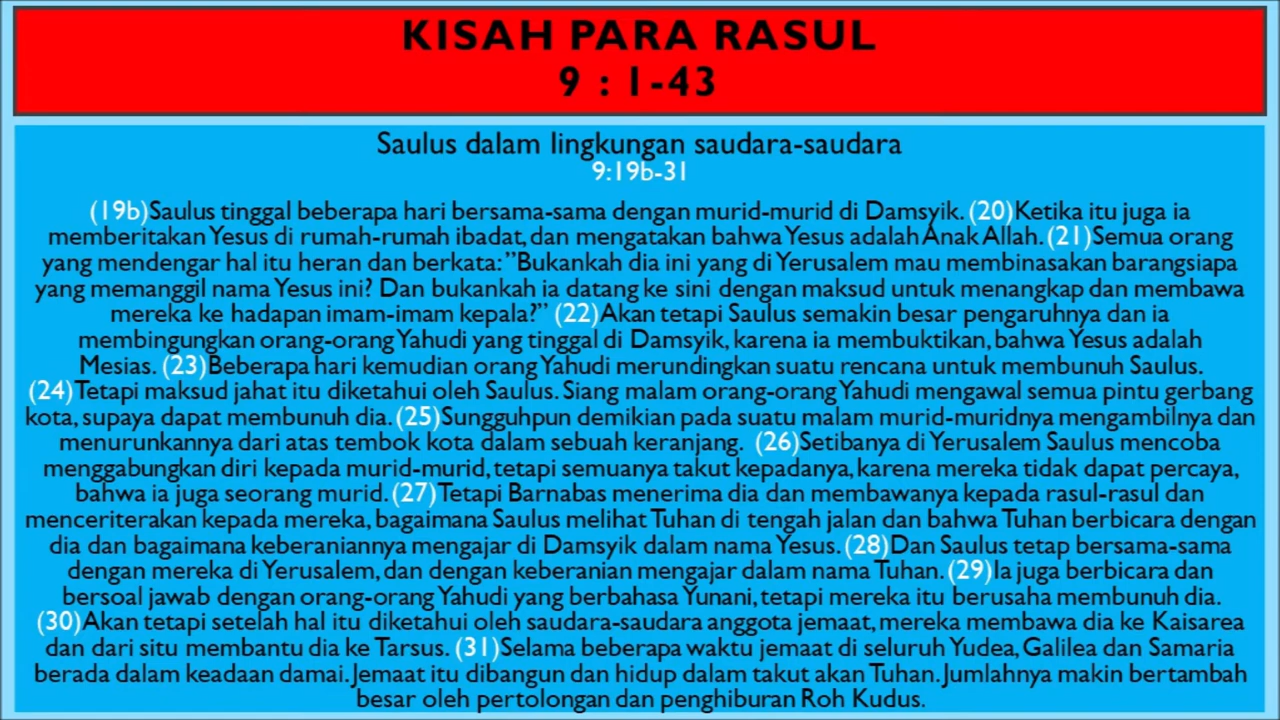 KISAH PARA RASUL
9 : 1-43
Saulus dalam lingkungan saudara-saudara
9:19b-31
(19b)Saulus tinggal beberapa hari bersama-sama dengan murid-murid di Damsyik. (20)Ketika itu juga ia
memberitakan Yesus di rumah-rumah ibadat, dan mengatakan bahwa Yesus adalah Anak Allah. (21)Semua orang
yang mendengar hal itu heran dan berkata: "Bukankah dia ini yang di Yerusalem mau membinasakan barangsiapa
yang memanggil nama Yesus ini? Dan bukankah ia datang ke sini dengan maksud untuk menangkap dan membawa
mereka ke hadapan imam-imam kepala?" (22)Akan tetapi Saulus semakin besar pengaruhnya dan ia
membingungkan orang-orang Yahudi yang tinggal di Damsyik, karena ia membuktikan, bahwa Yesus adalah
Mesias. (23)Beberapa hari kemudian orang Yahudi merundingkan suatu rencana untuk membunuh Saulus.
(24)Tetapi maksud jahat itu diketahui oleh Saulus. Siang malam orang-orang Yahudi mengawal semua pintu gerbang
kota, supaya dapat membunuh dia. (25)Sungguhpun demikian pada suatu malam murid-muridnya mengambilnya dan
menurunkannya dari atas tembok kota dalam sebuah keranjang. (26)Setibanya di Yerusalem Saulus mencoba
menggabungkan diri kepada murid-murid, tetapi semuanya takut kepadanya, karena mereka tidak dapat percaya,
bahwa ia juga seorang murid. (27)Tetapi Barnabas menerima dia dan membawanya kepada rasul-rasul dan
menceriterakan kepada mereka, bagaimana Saulus melihat Tuhan di tengah jalan dan bahwa Tuhan berbicara dengan
dia dan bagaimana keberaniannya mengajar di Damsyik dalam nama Yesus. (28)Dan Saulus tetap bersama-sama
dengan mereka di Yerusalem, dan dengan keberanian mengajar dalam nama Tuhan. (29)Ia juga berbicara dan
bersoal jawab dengan orang-orang Yahudi yang berbahasa Yunani, tetapi mereka itu berusaha membunuh dia.
(30)Akan tetapi setelah hal itu diketahui oleh saudara-saudara anggota jemaat, mereka membawa dia ke Kaisarea
dan dari situ membantu dia ke Tarsus. (31)Selama beberapa waktu jemaat di seluruh Yudea, Galilea dan Samaria
berada dalam keadaan damai. Jemaat itu dibangun dan hidup dalam takut akan Tuhan. Jumlahnya makin bertambah
besar oleh pertolongan dan penghiburan Roh Kudus.